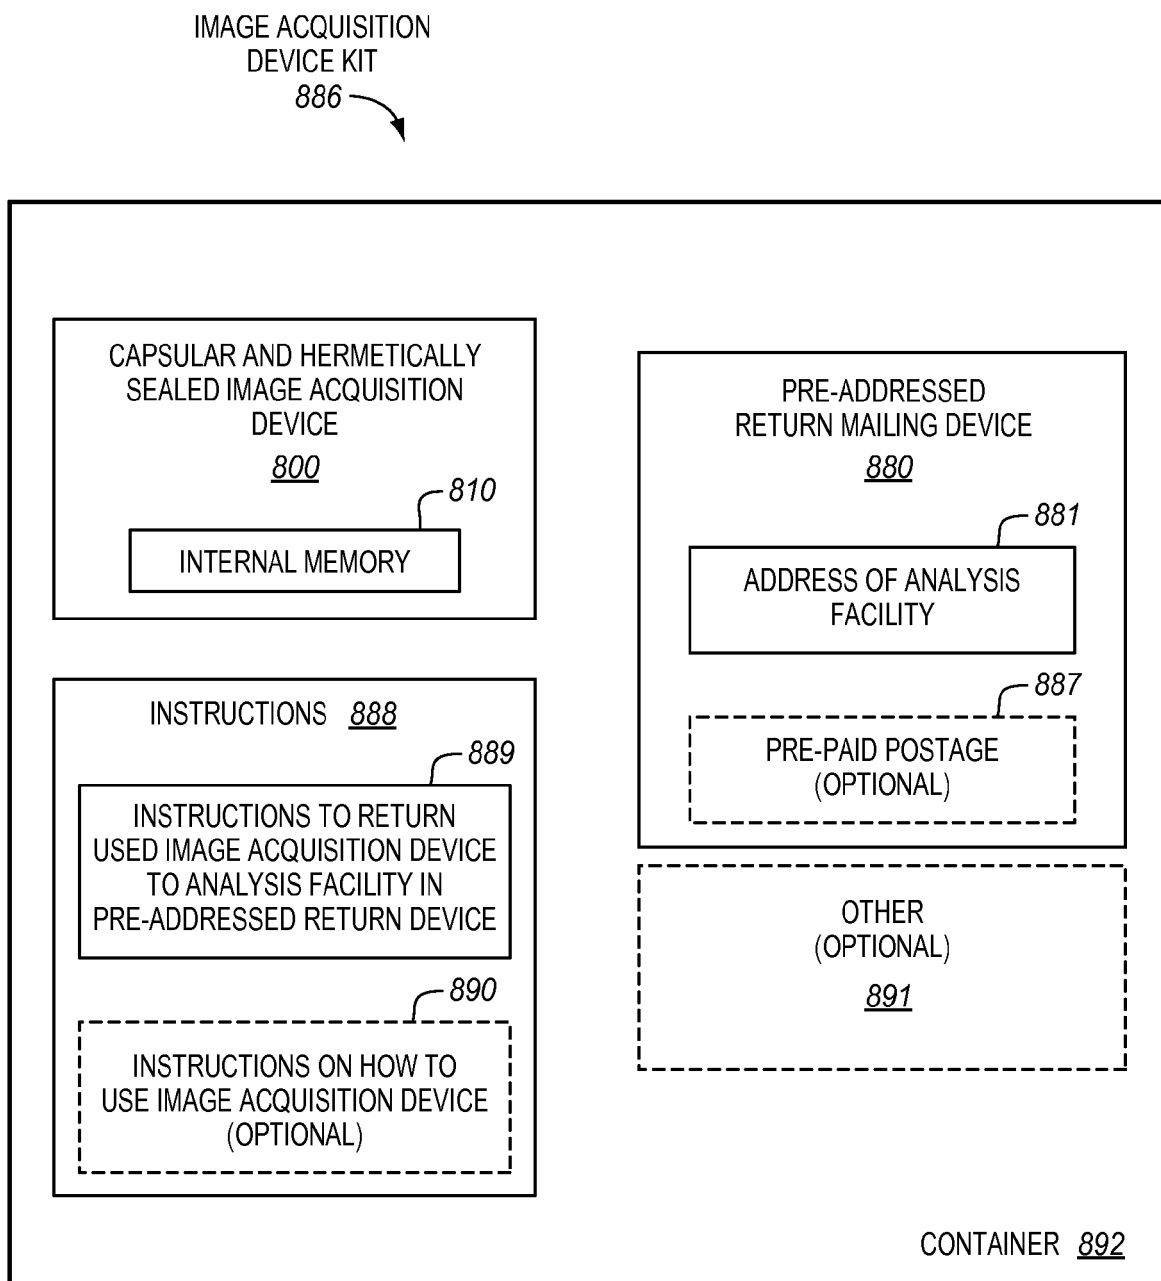 IMAGE ACQUISITION
DEVICE KIT
886
CAPSULAR AND HERMETICALLY
SEALED IMAGE ACQUISITION
DEVICE
800
810
INTERNAL MEMORY
INSTRUCTIONS 888
889
INSTRUCTIONS TO RETURN
USED IMAGE ACQUISITION DEVICE
TO ANALYSIS FACILITY IN
PRE-ADDRESSED RETURN DEVICE
890
INSTRUCTIONS ON HOW TO
USE IMAGE ACQUISITION DEVICE
(OPTIONAL)
PRE-ADDRESSED
RETURN MAILING DEVICE
880
881
ADDRESS OF ANALYSIS
FACILITY
887
PRE-PAID POSTAGE
(OPTIONAL)
OTHER
(OPTIONAL)
891
CONTAINER 892